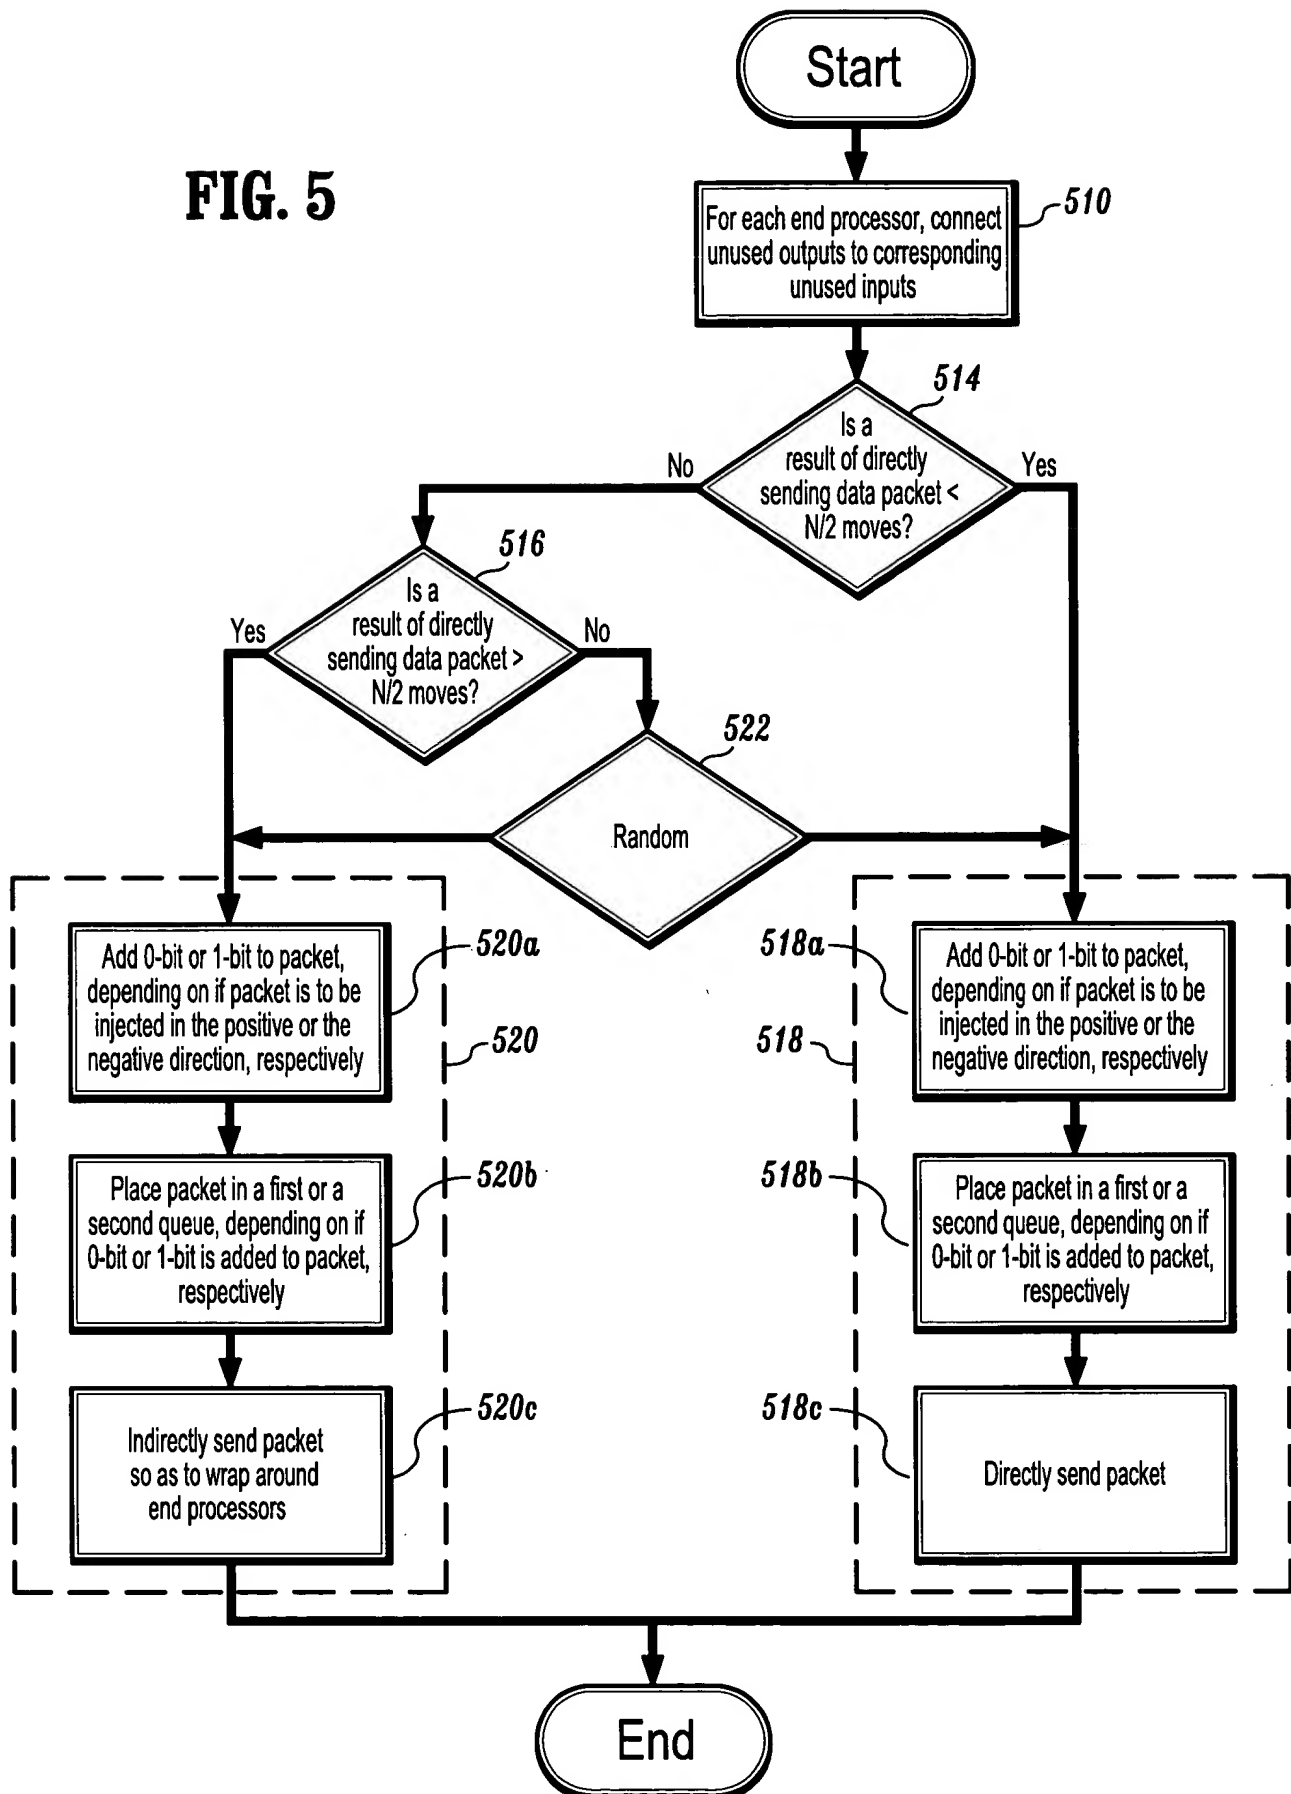 Start
FIG. 5
510
For each end processor, connect
unused outputs to corresponding
unused inputs
514
Is a
result of directly
sending data packet <
N/2 moves?
No
Yes
516
Is a
result of directly
sending data packet >
N/2 moves?
Yes
No
522
Random
Add 0-bit or 1-bit to packet,
depending on if packet is to be
injected in the positive or the
negative direction, respectively
520a
520
Place packet in a first or a
second queue, depending on if
0-bit or 1-bit is added to packet,
respectively
520b
Indirectly send packet
so as to wrap around
end processors
520c
518a
Add 0-bit or 1-bit to packet,
depending on if packet is to be
injected in the positive or the
negative direction, respectively
518
518b
Place packet in a first or a
second queue, depending on if
0-bit or 1-bit is added to packet,
respectively
518c
Directly send packet
End